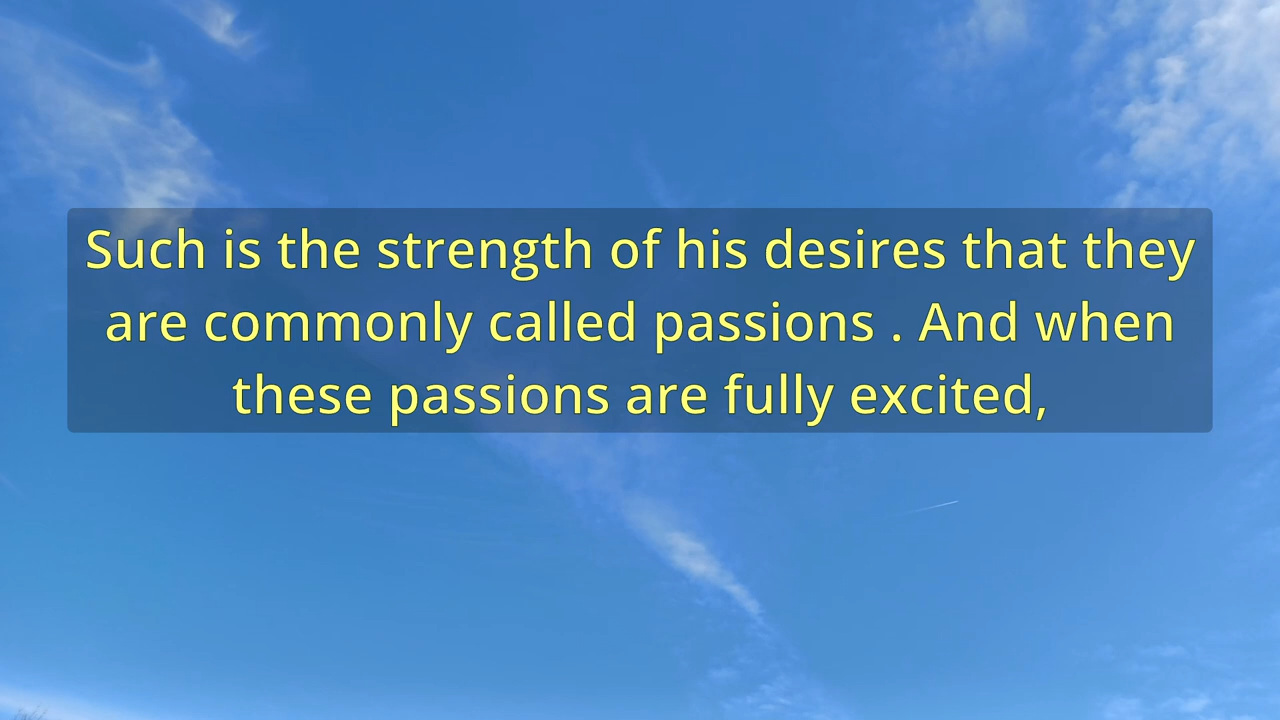 Such is the strength of his desires that they
are commonly called passions . And when
these passions are fully excited,